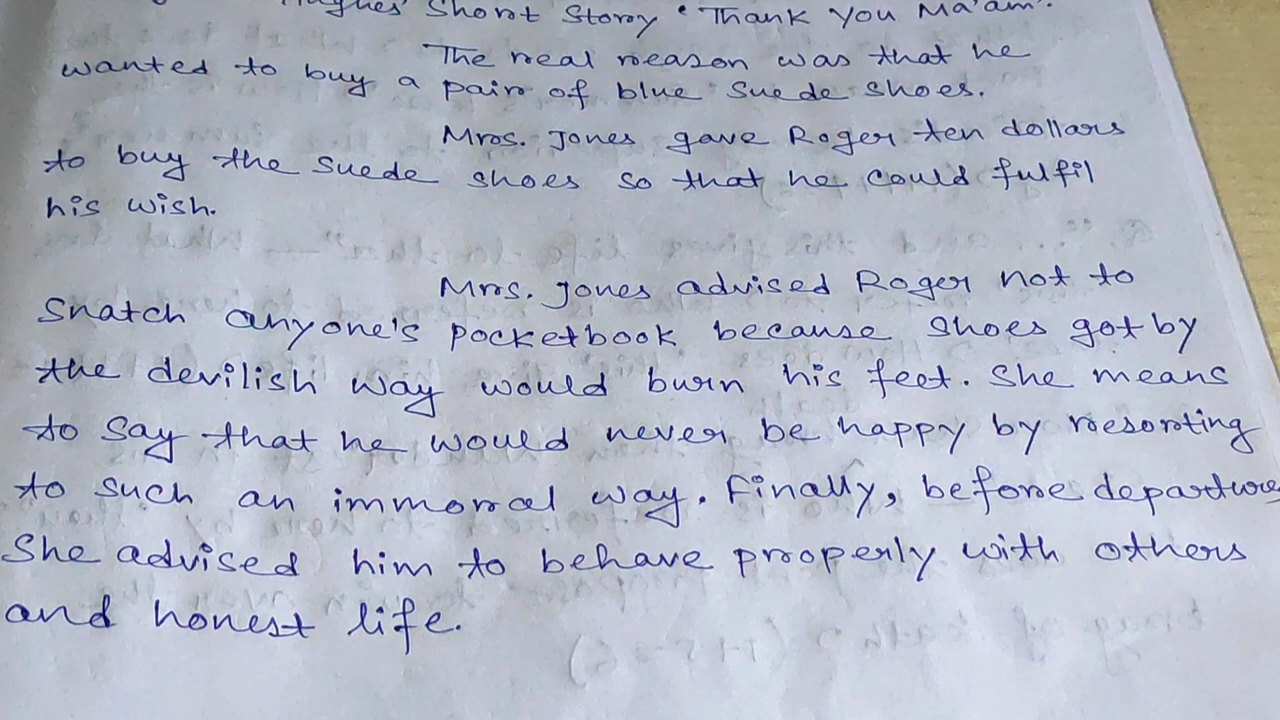 Hughes' Short Story "Thank You Ma'am".
The real reason was that he
wanted to buy a pair of blue suede shoes.
Mrs. Jones gave Roger ten dollars
to buy the suede shoes so that he could fulfil
his wish.
Mrs. Jones advised Roger not to
snatch anyone's pocketbook because shoes got by
the devilish way would burn his feet. She means
to say that he would never be happy by resorting
to such an immoral way. Finally, before departure
She advised him to behave properly with others
and honest life.